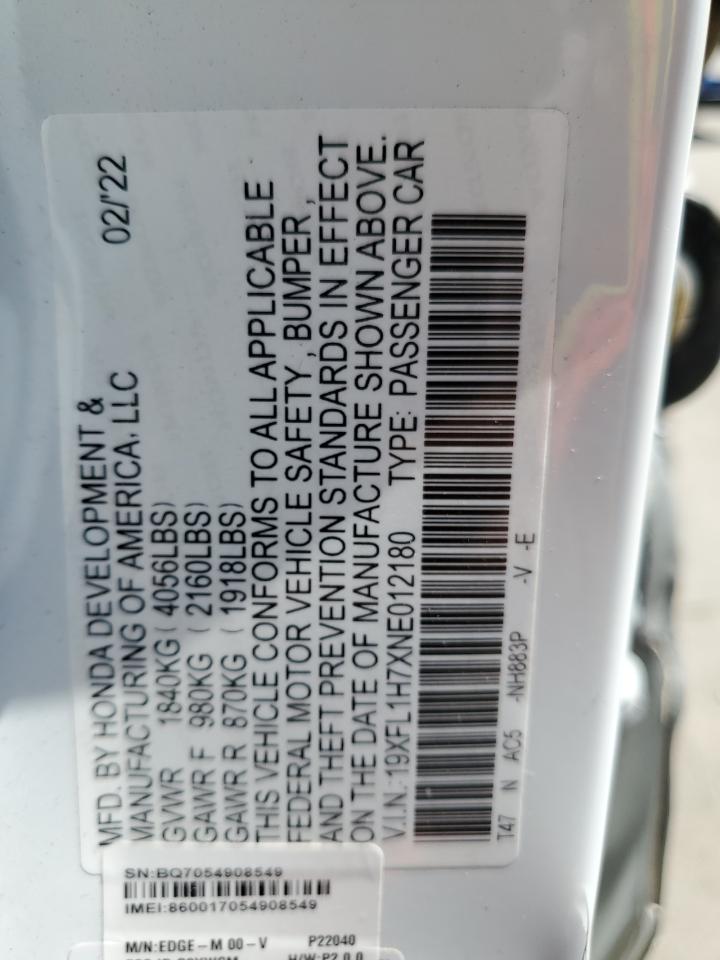 MFD. BY HONDA DEVELOPMENT & 02/'22
MANUFACTURING OF AMERICA, LLC
GVWR 1840KG ( 4056LBS)
GAWR F 980KG ( 2160LBS)
GAWR R 870KG ( 1918LBS)
THIS VEHICLE CONFORMS TO ALL APPLICABLE
FEDERAL MOTOR VEHICLE SAFETY , BUMPER ,
AND THEFT PREVENTION STANDARDS IN EFFECT
ON THE DATE OF MANUFACTURE SHOWN ABOVE.
V.I.N.: 19XFL1H7XNE012180 TYPE: PASSENGER CAR
T47 N AC5 -NH883P -V -E
SN:BQ7054908549
IMEI:860017054908549
M/N:EDGE-M 00-V P22040
H/W:P2.0.0